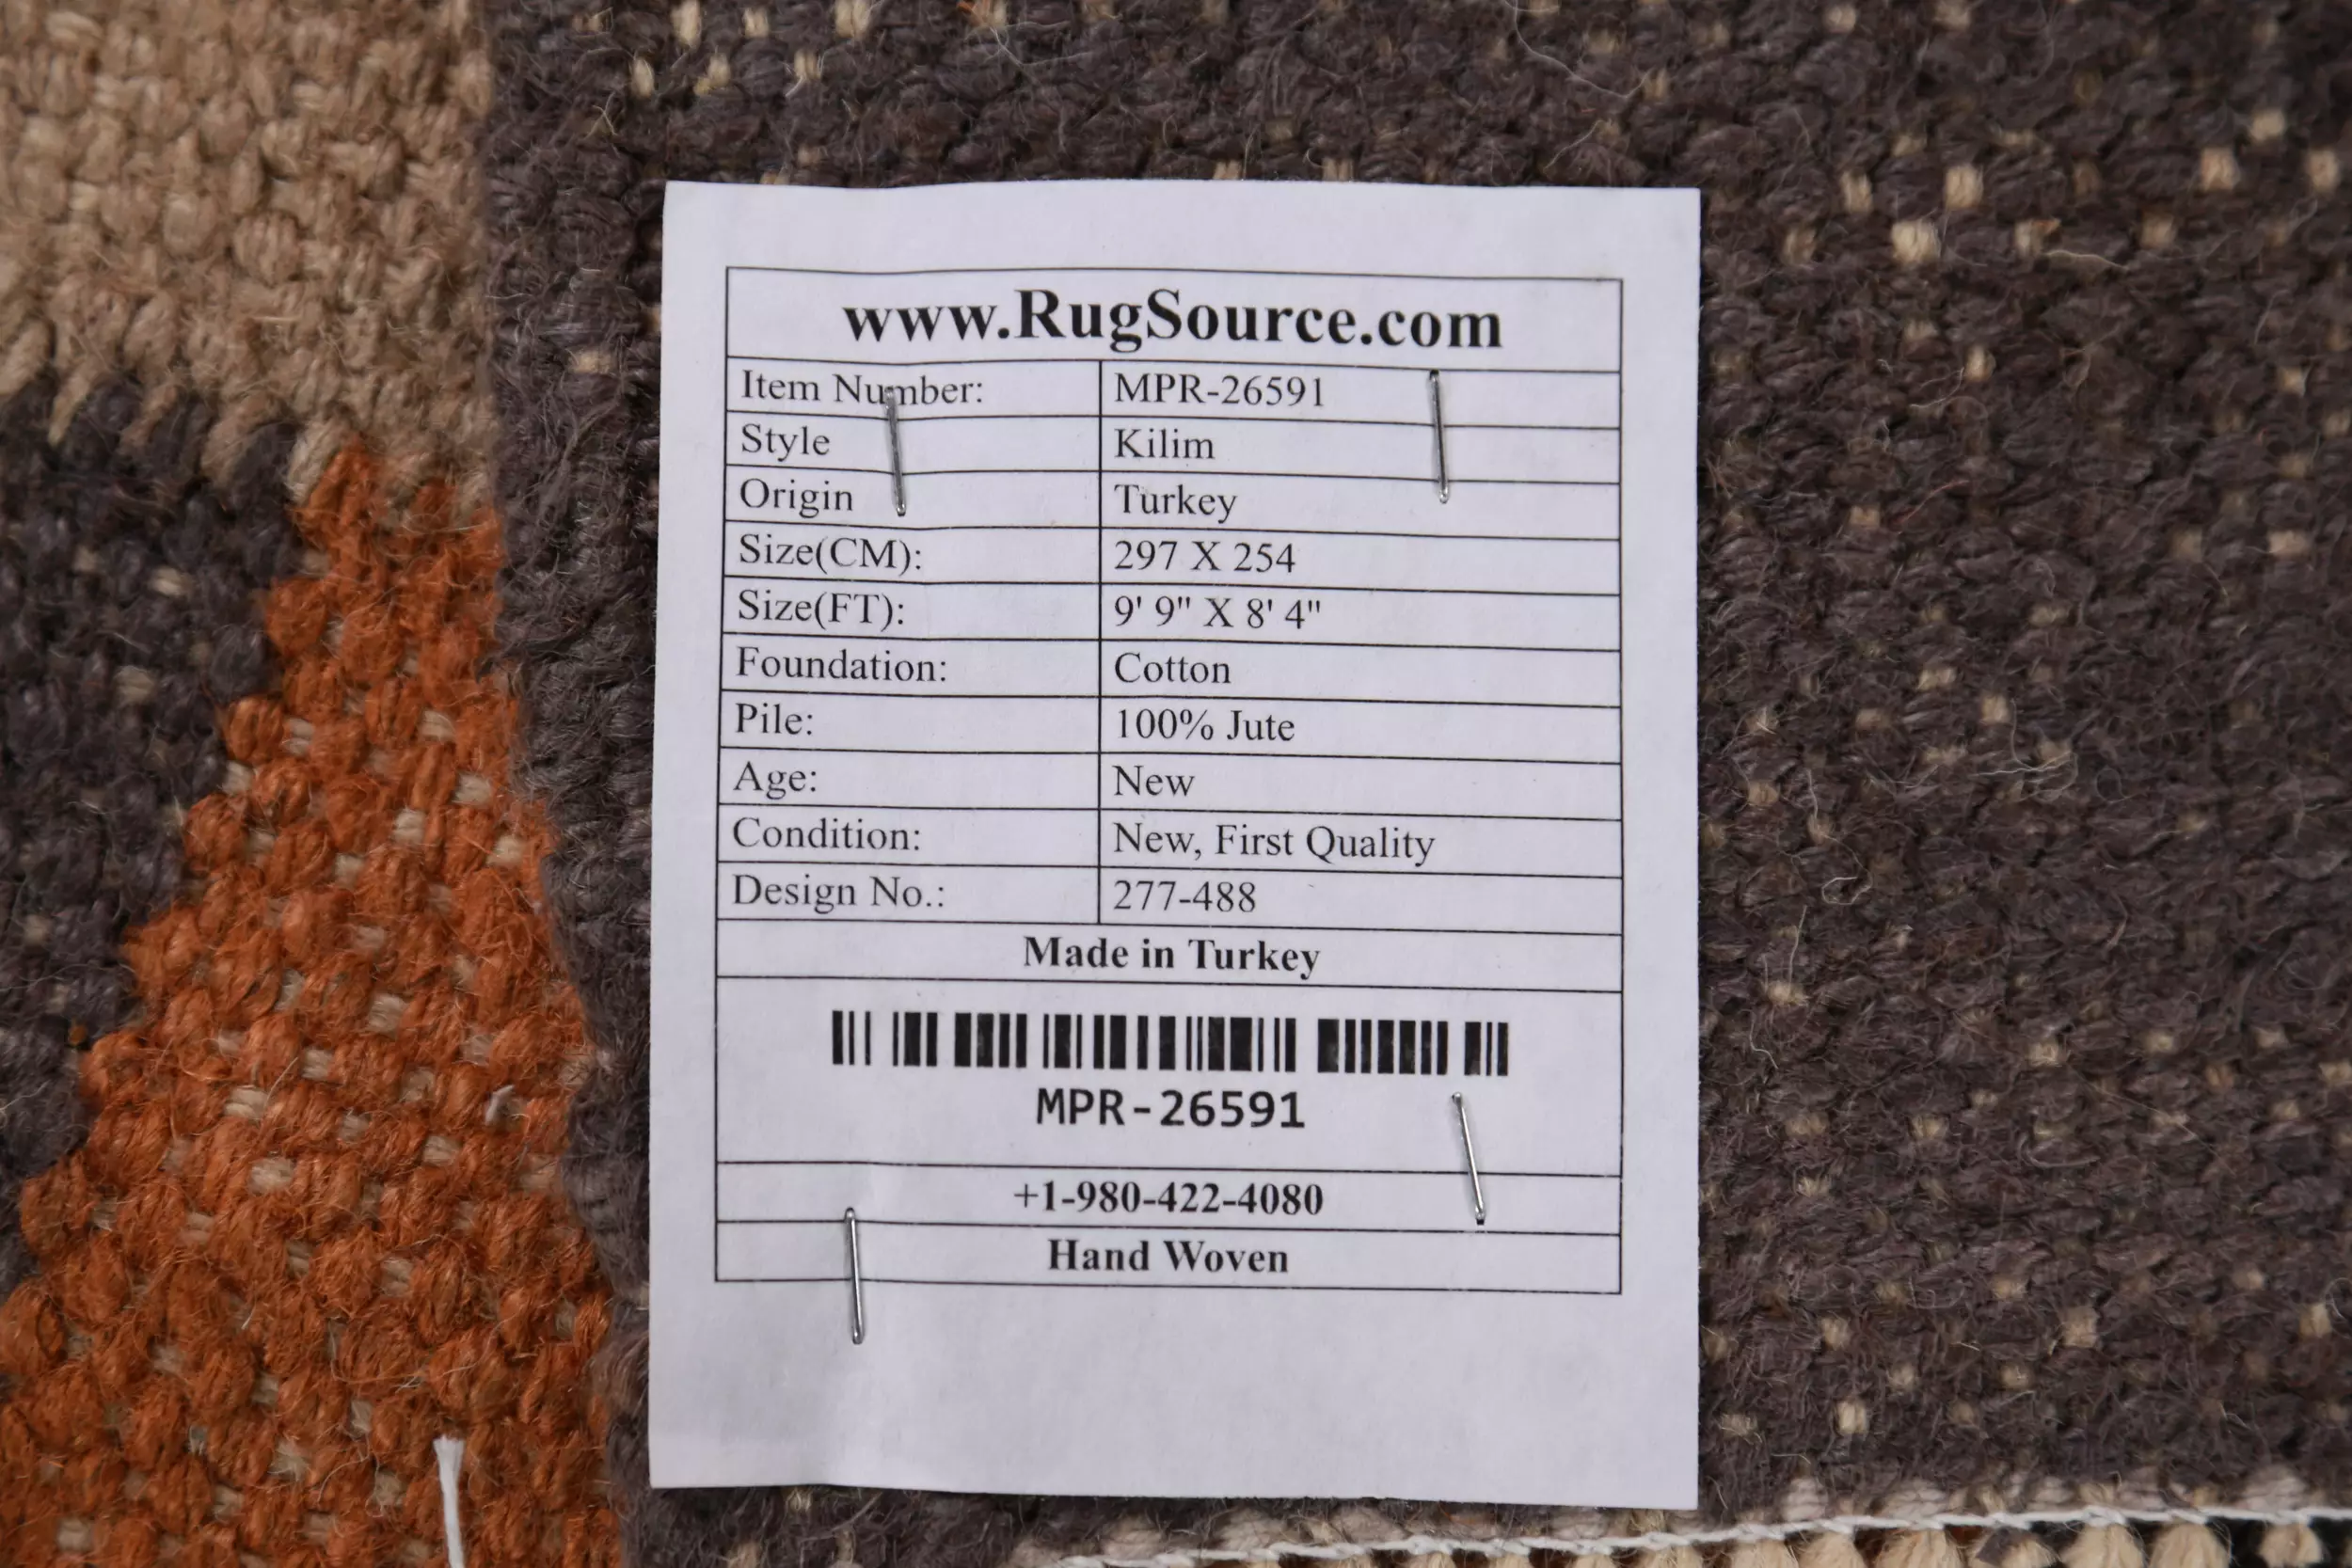 www.RugSource.com
Item Number: MPR-26591
Style Kilim
Origin Turkey
Size(CM): 297 X 254
Size(FT): 9' 9" X 8' 4"
Foundation: Cotton
Pile: 100% Jute
Age: New
Condition: New, First Quality
Design No.: 277-488
Made in Turkey
MPR-26591
+1-980-422-4080
Hand Woven